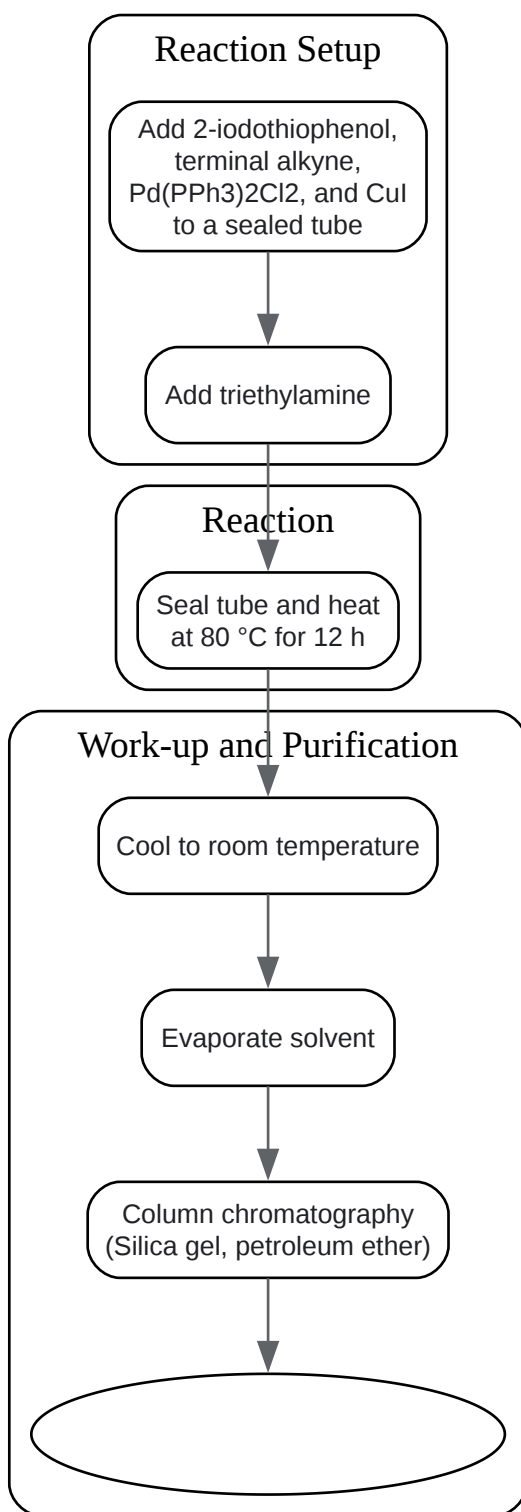 Reaction Setup
Add 2-iodothiophenol,
terminal alkyne,
Pd(PPh3)2Cl2, and CuI
to a sealed tube
Add triethylamine
Reaction
Seal tube and heat
at 80 °C for 12 h
Work-up and Purification
Cool to room temperature
Evaporate solvent
Column chromatography
(Silica gel, petroleum ether)